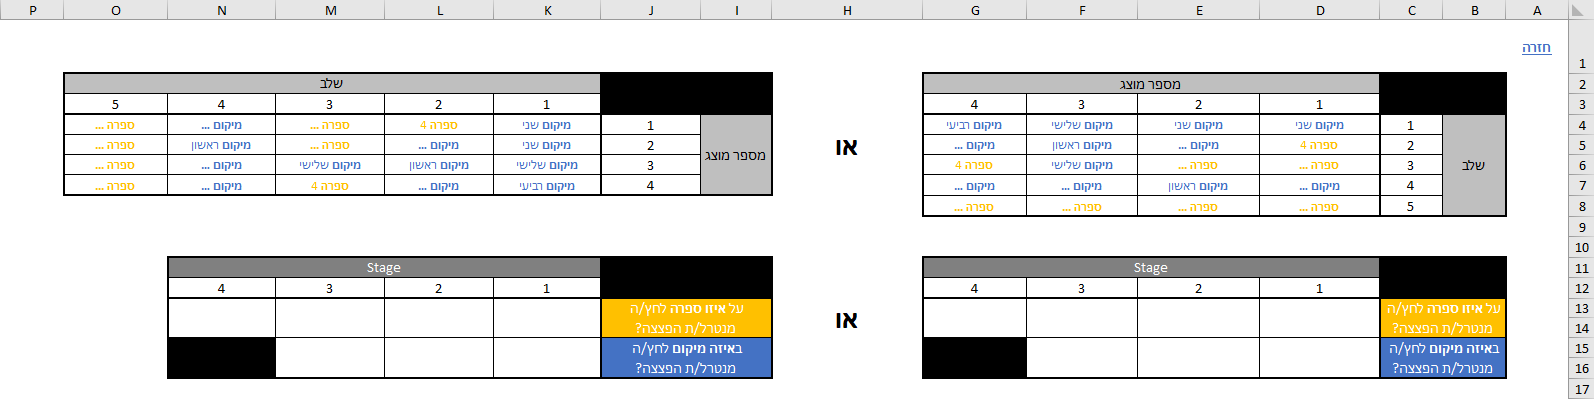 P O N M L K J I H G F E D C B A
חזרה
1
2 מספר מוצג שלב
3 1 2 3 4 1 2 3 4 5
4 שלב 1 מיקום שני מיקום שני מיקום שלישי מיקום רביעי או מספר מוצג 1 מיקום שני ספרה 4 ספרה ... מיקום ... ספרה ...
5 2 ספרה 4 מיקום ... מיקום ראשון מיקום ... 2 מיקום שני מיקום ... ספרה ... מיקום ראשון ספרה ...
6 3 ספרה ... ספרה ... מיקום שלישי ספרה 4 3 מיקום שלישי מיקום ראשון מיקום שלישי מיקום ... ספרה ...
7 4 מיקום ... מיקום ראשון מיקום ... מיקום ... 4 מיקום רביעי מיקום ... ספרה 4 מיקום ... ספרה ...
8 5 ספרה ... ספרה ... ספרה ... ספרה ...
9
10
11 Stage Stage
12 1 2 3 4 1 2 3 4
13 על איזו ספרה לחץ/ה או על איזו ספרה לחץ/ה
14 מנטרל/ת הפצצה? מנטרל/ת הפצצה?
15 באיזה מיקום לחץ/ה באיזה מיקום לחץ/ה
16 מנטרל/ת הפצצה? מנטרל/ת הפצצה?
17